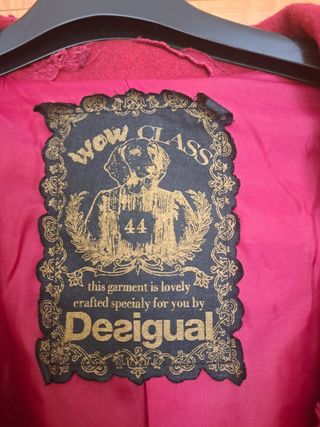 WOW CLASS
44
this garment is lovely
crafted specialy for you by
Desigual